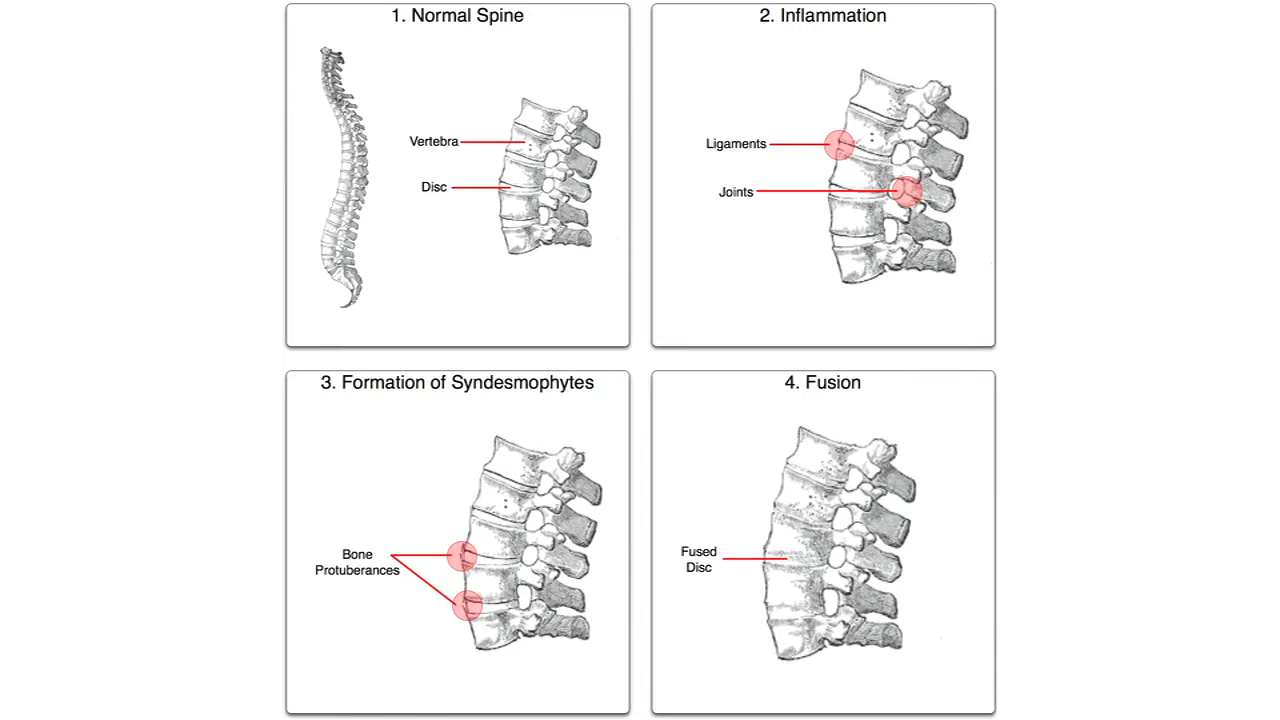 1. Normal Spine
Vertebra
Disc
2. Inflammation
Ligaments
Joints
3. Formation of Syndesmophytes
Bone
Protuberances
4. Fusion
Fused
Disc